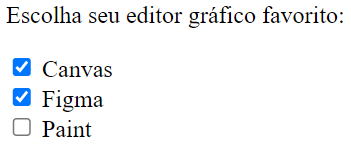 Escolha seu editor gráfico favorito:
Canvas
Figma
Paint